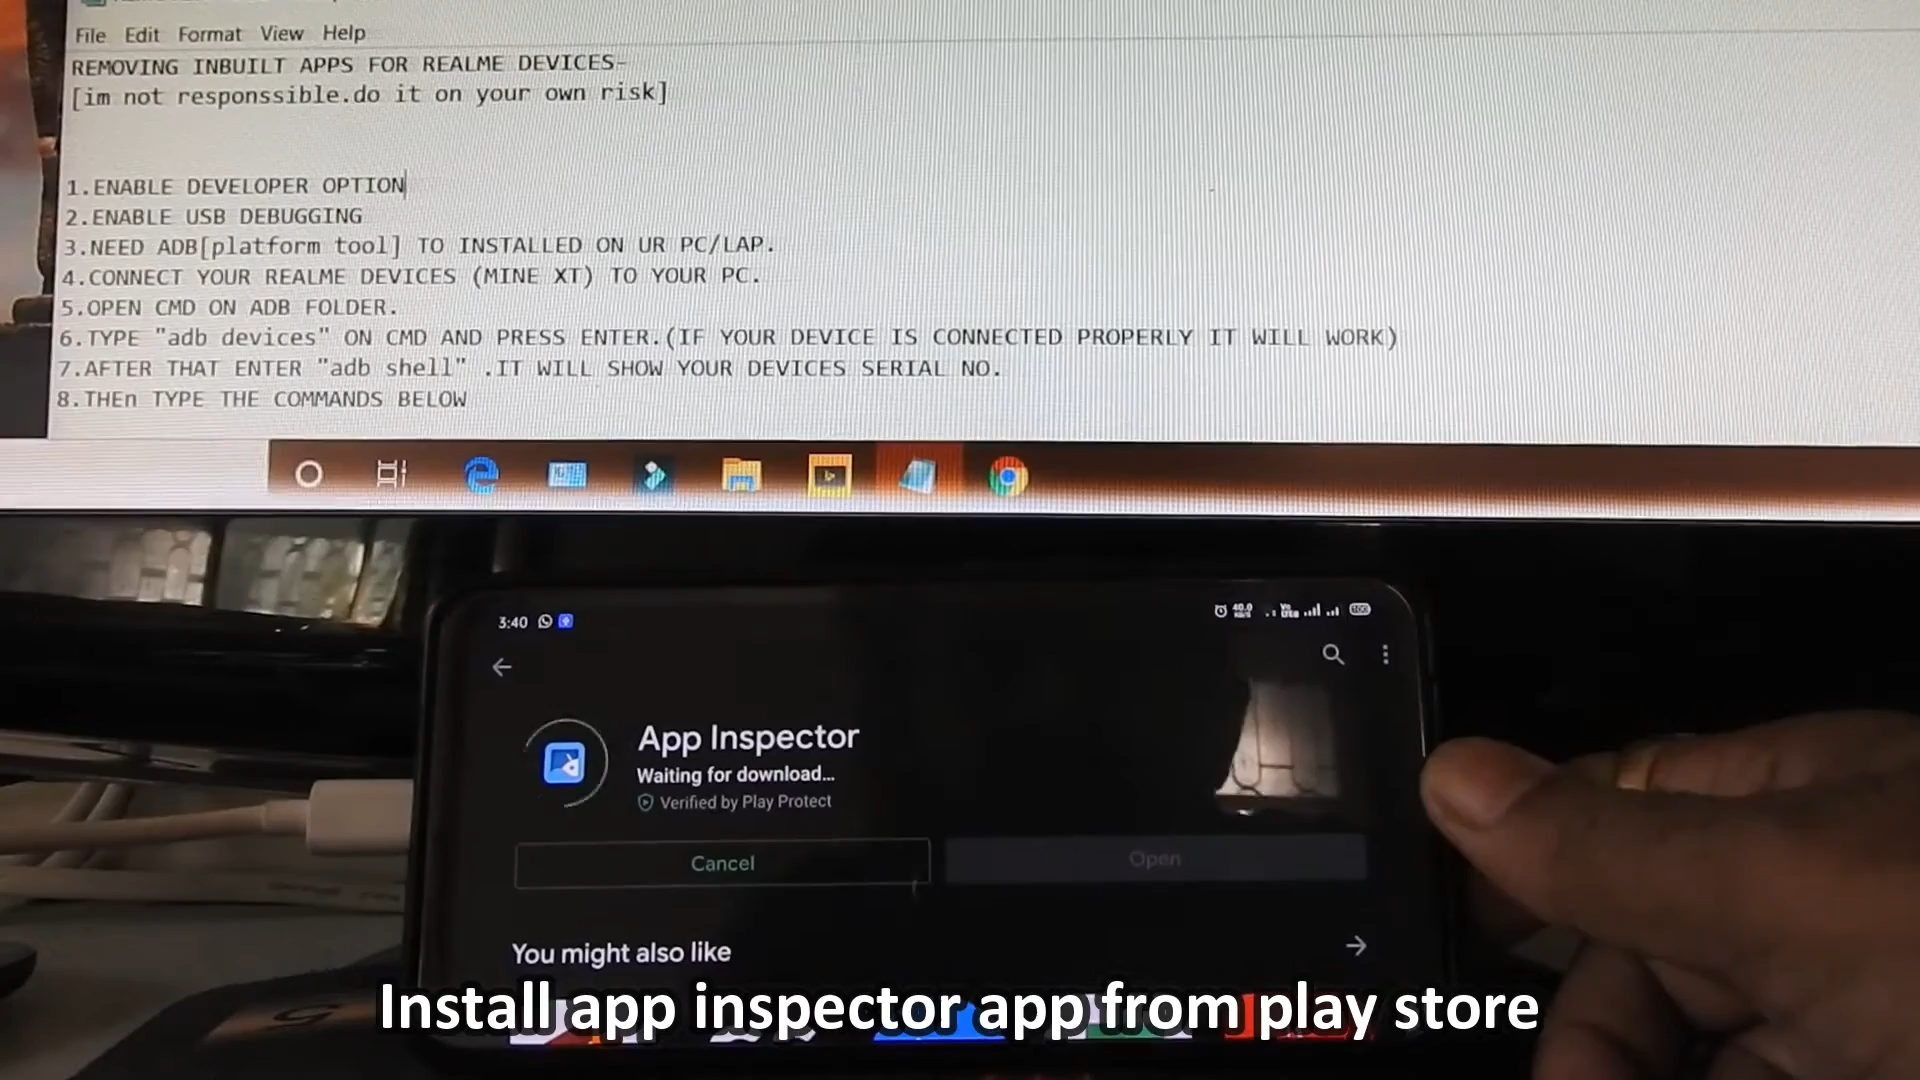 File Edit Format View Help
REMOVING INBUILT APPS FOR REALME DEVICES-
[im not responssible.do it on your own risk]
1.ENABLE DEVELOPER OPTION
2.ENABLE USB DEBUGGING
3.NEED ADB[platform tool] TO INSTALLED ON UR PC/LAP.
4.CONNECT YOUR REALME DEVICES (MINE XT) TO YOUR PC.
5.OPEN CMD ON ADB FOLDER.
6.TYPE "adb devices" ON CMD AND PRESS ENTER.(IF YOUR DEVICE IS CONNECTED PROPERLY IT WILL WORK)
7.AFTER THAT ENTER "adb shell" .IT WILL SHOW YOUR DEVICES SERIAL NO.
8.THEn TYPE THE COMMANDS BELOW
3:40
App Inspector
Waiting for download...
Verified by Play Protect
Cancel
Open
You might also like
Install app inspector app from play store